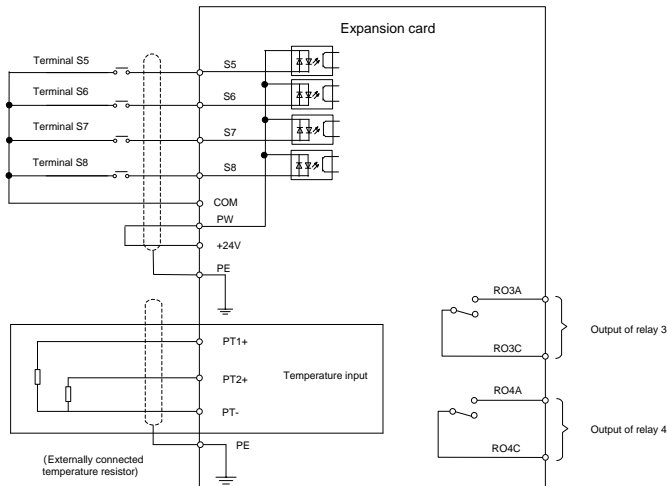 Expansion card
Terminal S5
S5
Terminal S6
S6
Terminal S7
S7
Terminal S8
S8
COM
PW
+24V
PE
RO3A
RO3C
Output of relay 3
PT1+
PT2+
Temperature input
PT-
RO4A
RO4C
Output of relay 4
PE
(Externally connected
temperature resistor)